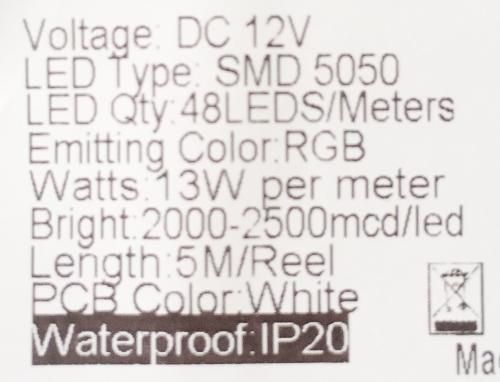 Voltage: DC 12V
LED Type: SMD 5050
LED Qty:48LEDS/Meters
Emitting Color:RGB
Watts:13W per meter
Bright:2000-2500mcd/led
Length:5M/Reel
PCB Color:White
Waterproof:IP20